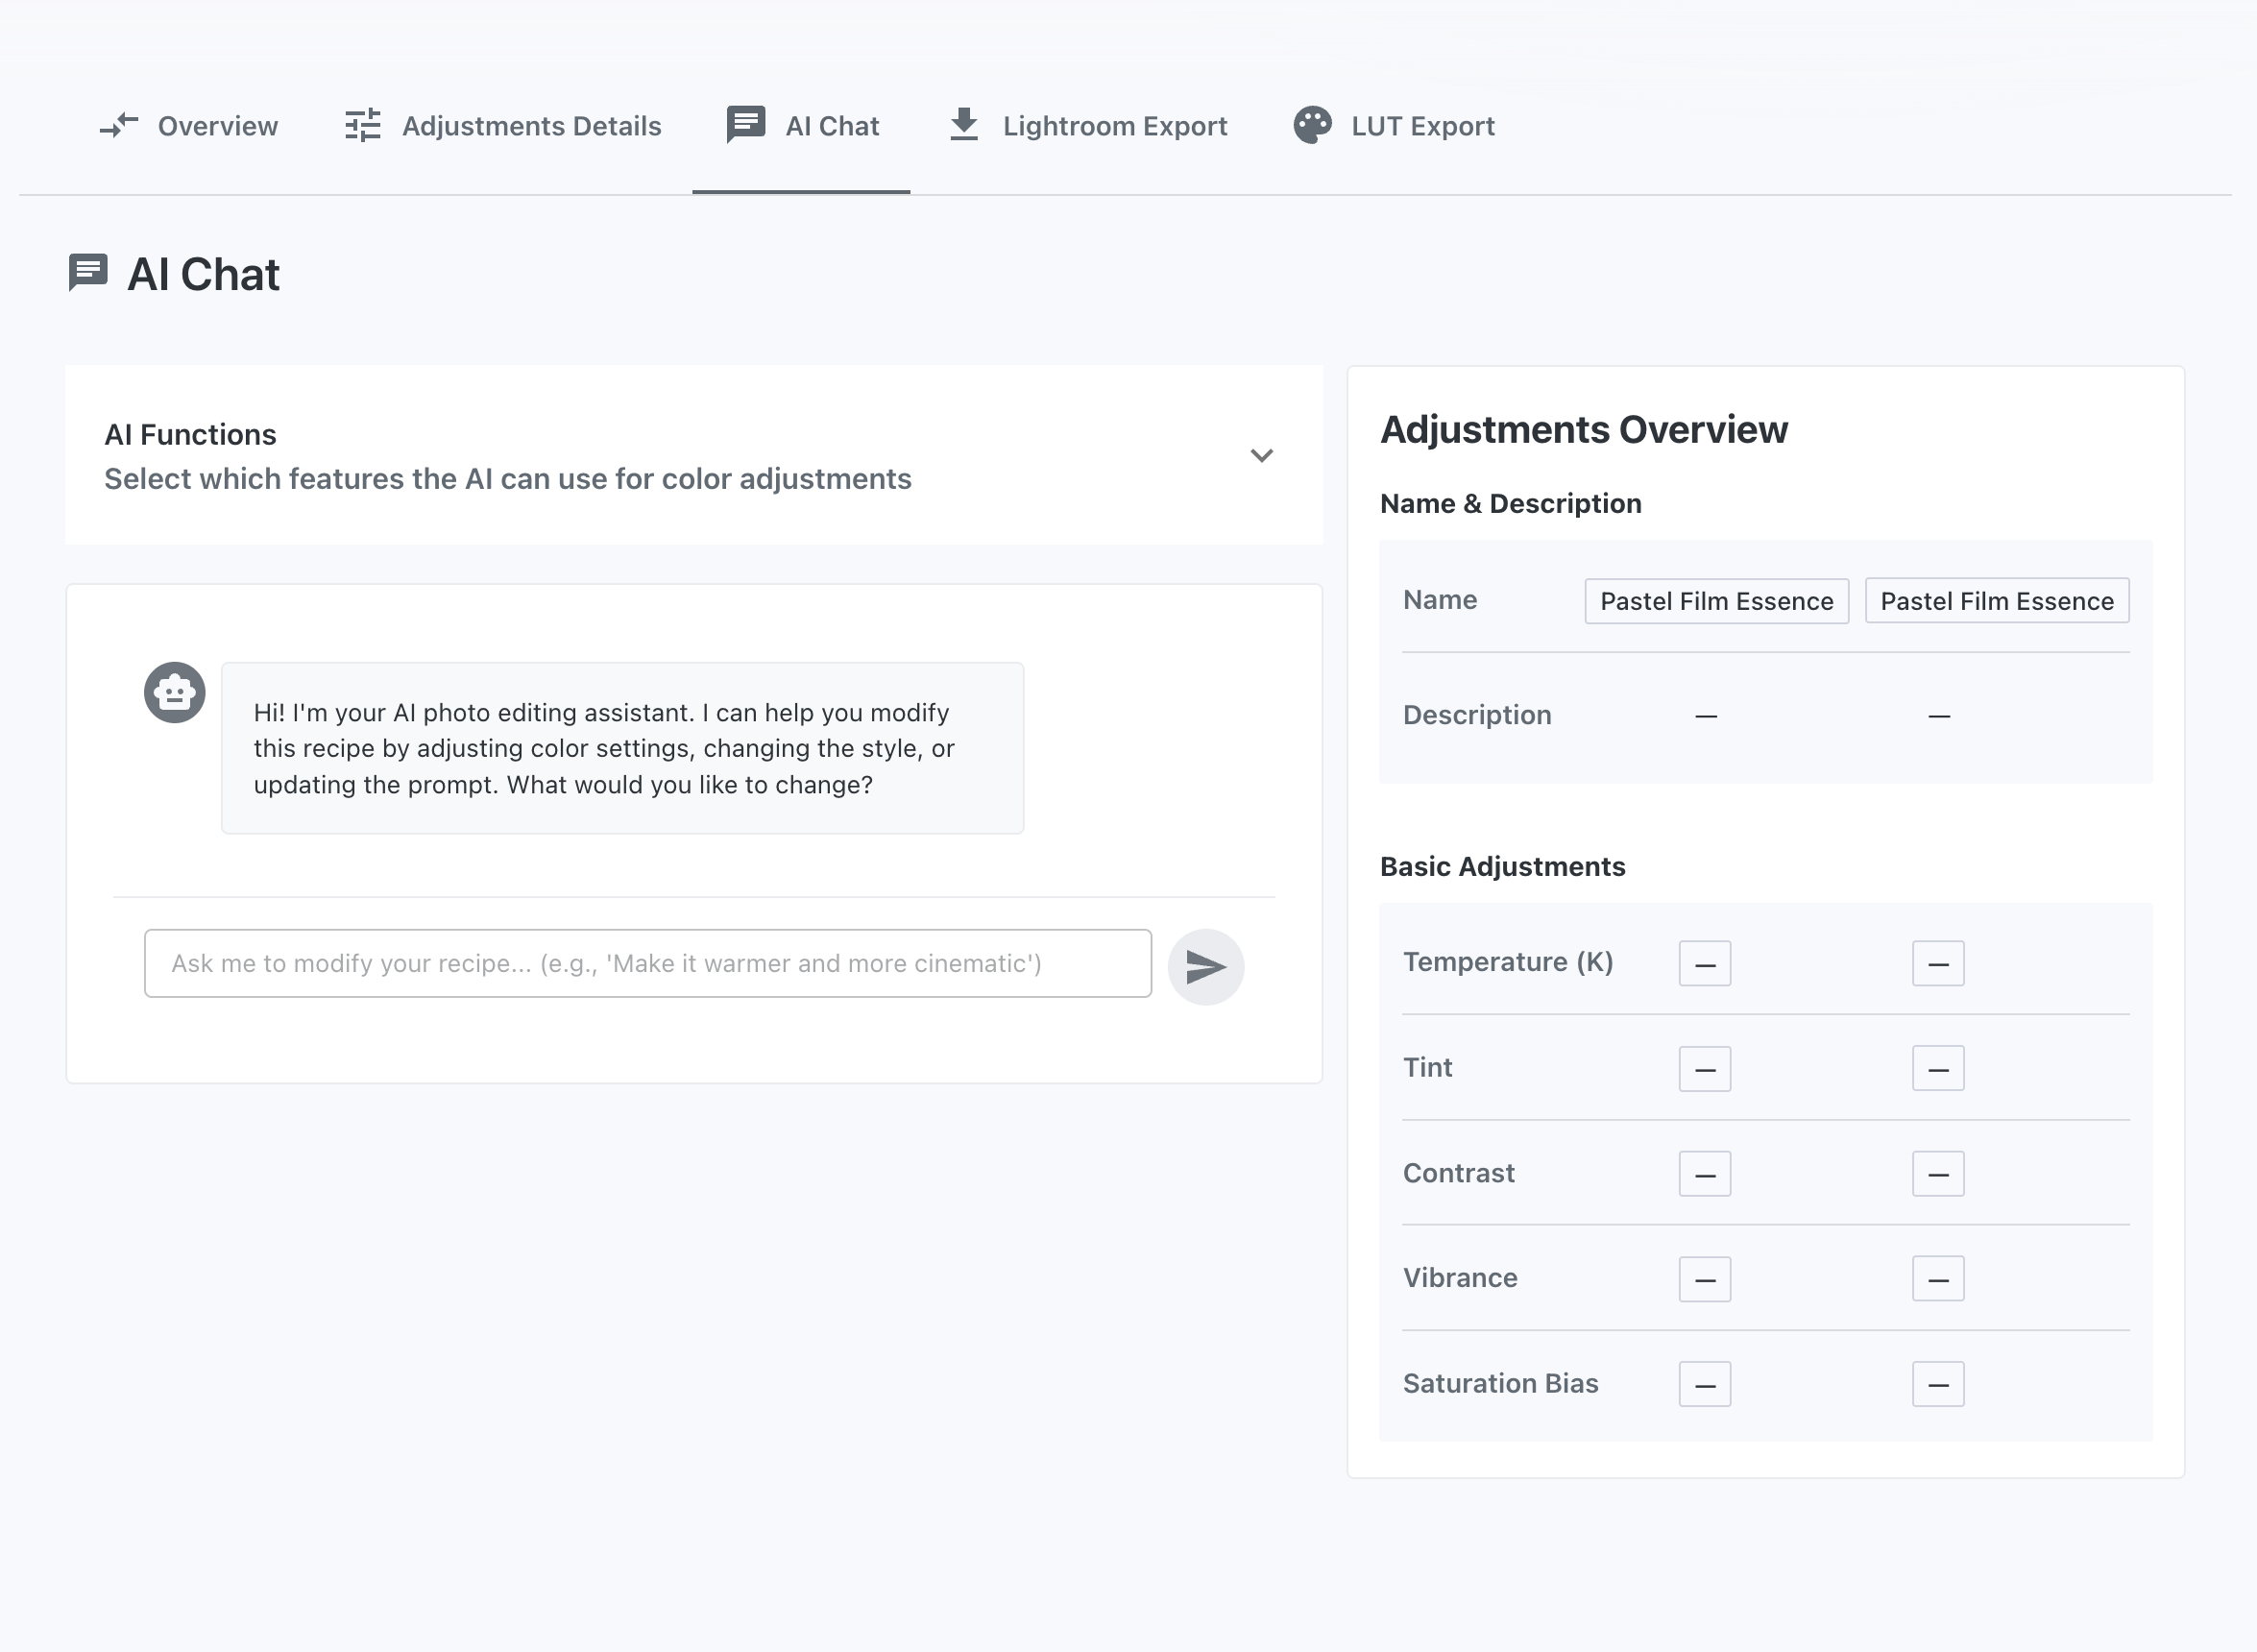 Overview
Adjustments Details
AI Chat
Lightroom Export
LUT Export
AI Chat
AI Functions
Select which features the AI can use for color adjustments
Hi! I'm your AI photo editing assistant. I can help you modify
this recipe by adjusting color settings, changing the style, or
updating the prompt. What would you like to change?
Ask me to modify your recipe... (e.g., 'Make it warmer and more cinematic')
Adjustments Overview
Name & Description
Name Pastel Film Essence Pastel Film Essence
Description — —
Basic Adjustments
Temperature (K) — —
Tint — —
Contrast — —
Vibrance — —
Saturation Bias — —